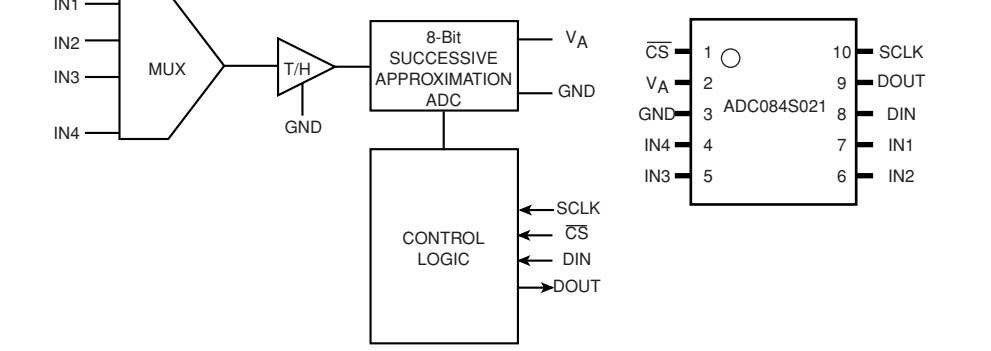 IN1
IN2
IN3
IN4
MUX
T/H
GND
8-Bit
SUCCESSIVE
APPROXIMATION
ADC
VA
GND
CONTROL
LOGIC
SCLK
CS
DIN
DOUT
CS 1
VA 2
GND 3
IN4 4
IN3 5
ADC084S021
10 SCLK
9 DOUT
8 DIN
7 IN1
6 IN2